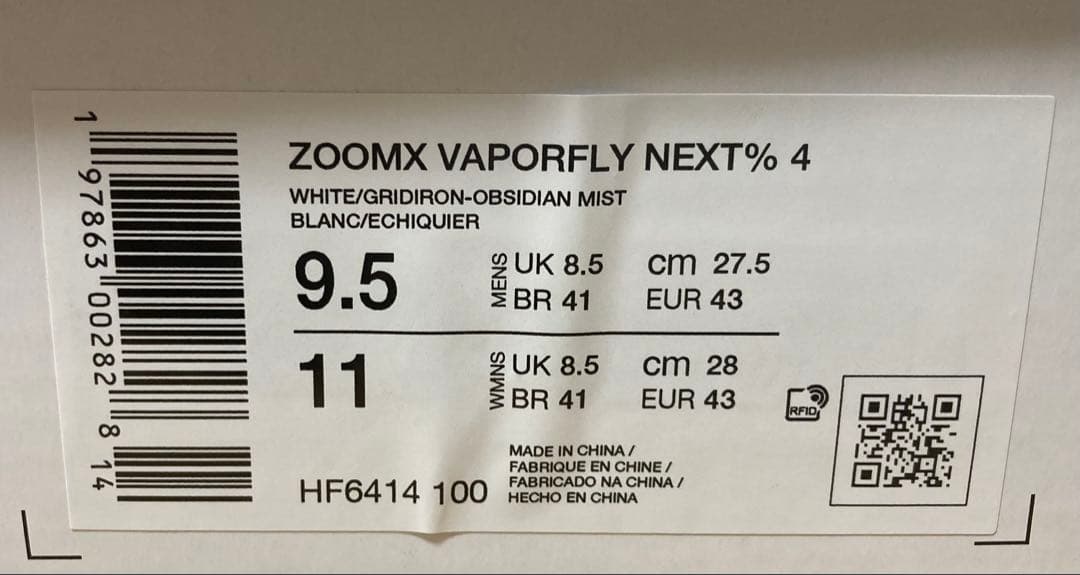 1 97863 00282 8 14
ZOOMX VAPORFLY NEXT% 4
WHITE/GRIDIRON-OBSIDIAN MIST
BLANC/ECHIQUIER
9.5 MENS UK 8.5 cm 27.5
BR 41 EUR 43
11 WMNS UK 8.5 cm 28
BR 41 EUR 43
RFID
MADE IN CHINA /
FABRIQUE EN CHINE /
FABRICADO NA CHINA /
HECHO EN CHINA
HF6414 100